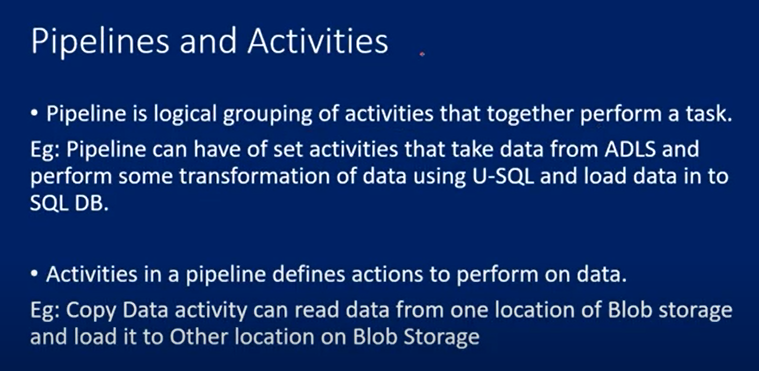 Pipelines and Activities
• Pipeline is logical grouping of activities that together perform a task.
Eg: Pipeline can have of set activities that take data from ADLS and
perform some transformation of data using U-SQL and load data in to
SQL DB.
• Activities in a pipeline defines actions to perform on data.
Eg: Copy Data activity can read data from one location of Blob storage
and load it to Other location on Blob Storage